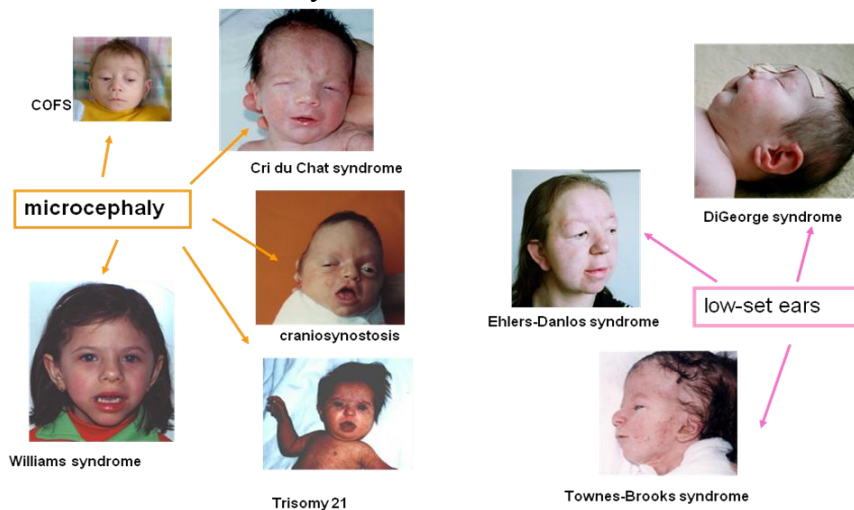 COFS
Cri du Chat syndrome
microcephaly
craniosynostosis
Williams syndrome
Trisomy 21
DiGeorge syndrome
Ehlers-Danlos syndrome
low-set ears
Townes-Brooks syndrome